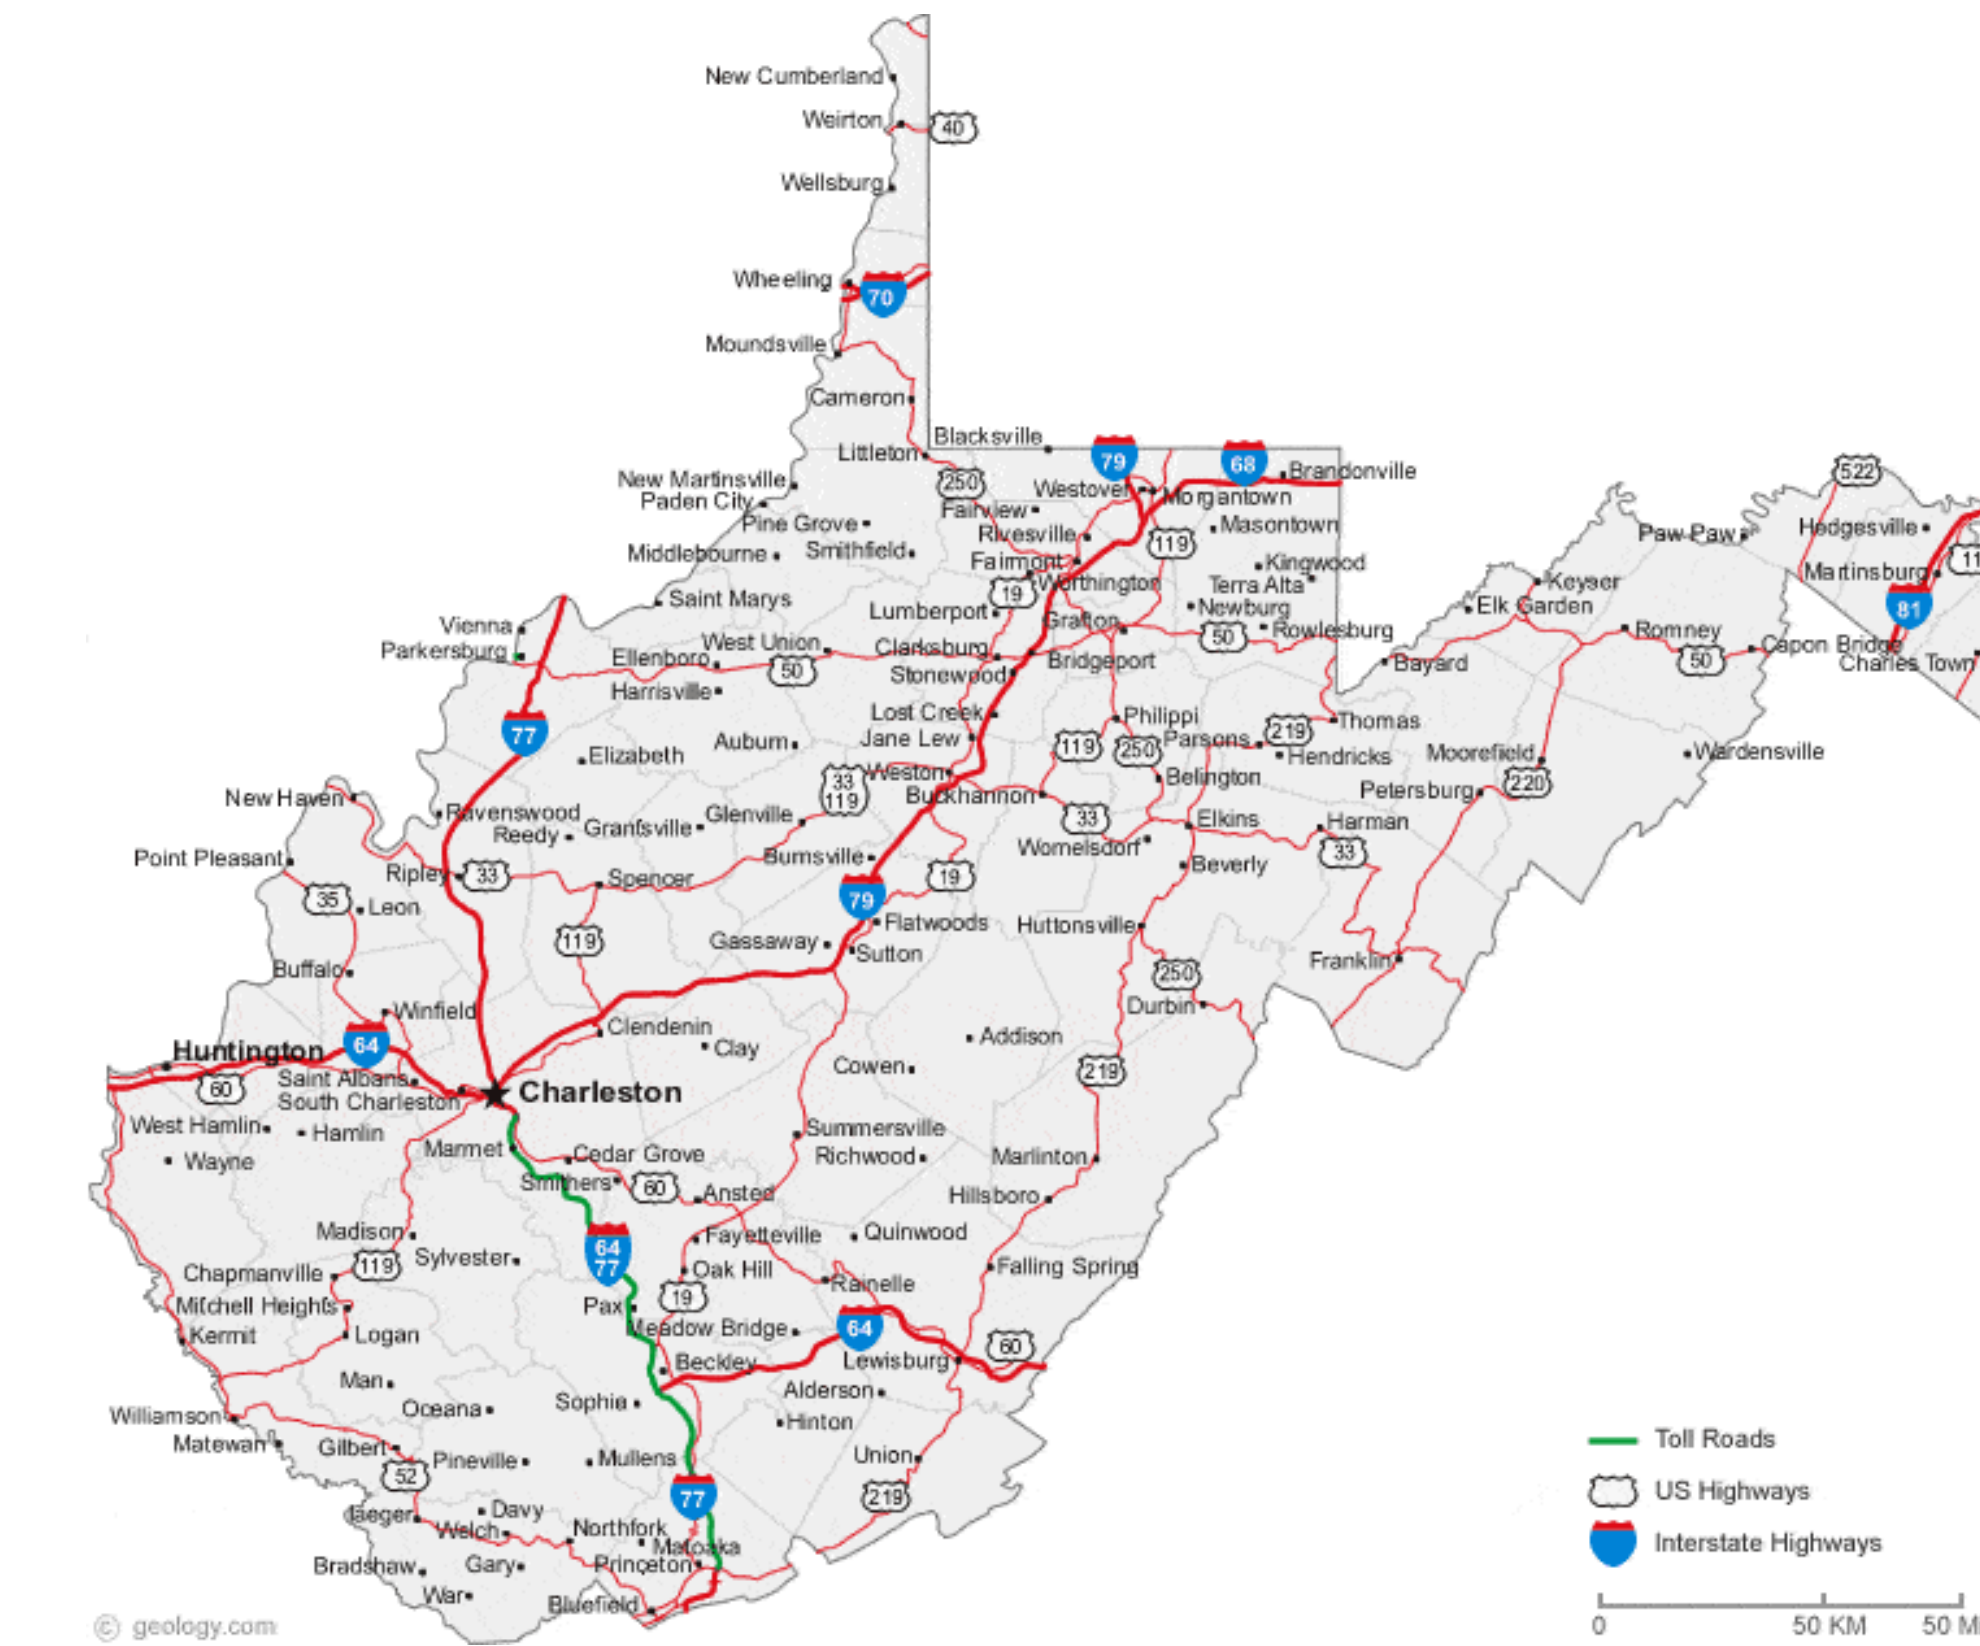 New Cumberland
Weirton
40
Wellsburg
Wheeling
70
Moundsville
Cameron
Blacksville
Littleton
79
68
Brandonville
522
New Martinsville
250
Westover
Morgantown
Paden City
Fairview
Pine Grove
Masontown
Paw Paw
Hedgesville
Rivesville
119
Middlebourne
Smithfield
Fairmont
Kingwood
11
Worthington
Terra Alta
Keyser
Martinsburg
19
Saint Marys
Lumberport
Newburg
Elk Garden
81
Vienna
Grafton
Rowlesburg
Romney
Parkersburg
West Union
Clarksburg
50
Capon Bridge
Ellenboro
50
Bridgeport
Bayard
50
Charles Town
Harrisville
Stonewood
Lost Creek
Philippi
Thomas
77
Auburn
Jane Lew
119
250
Parsons
219
Elizabeth
Hendricks
Moorefield
Wardensville
33
119
Weston
Belington
220
New Haven
Buckhannon
Petersburg
Ravenswood
Glenville
33
Elkins
Harman
Reedy
Grantsville
Womelsdorf
33
Point Pleasant
Burnsville
Beverly
Ripley
33
Spencer
19
35
Leon
79
Flatwoods
Huttonsville
119
Gassaway
Sutton
Franklin
Buffalo
250
Winfield
Durbin
Clendenin
Addison
Huntington
64
Clay
Cowen
219
60
Saint Albans
Charleston
South Charleston
West Hamlin
Hamlin
Summersville
Marmet
Cedar Grove
Richwood
Marlinton
Wayne
Smithers
60
Ansted
Hillsboro
Madison
Fayetteville
Quinwood
64
77
Sylvester
119
Chapmanville
Oak Hill
Falling Spring
Rainelle
Mitchell Heights
Pax
19
Kermit
Logan
Meadow Bridge
64
60
Beckley
Lewisburg
Man
Alderson
Oceana
Sophia
Williamson
Hinton
Matewan
Gilbert
Pineville
Mullens
Union
52
77
219
Iaeger
Davy
Welch
Northfork
Matoaka
Bradshaw
Gary
Princeton
War
Bluefield
Toll Roads
US Highways
Interstate Highways
0
50 KM
50 M
© geology.com